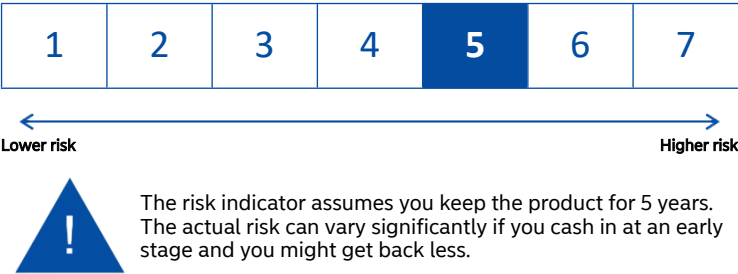 1 2 3 4 5 6 7
Lower risk Higher risk
!
The risk indicator assumes you keep the product for 5 years.
The actual risk can vary significantly if you cash in at an early
stage and you might get back less.